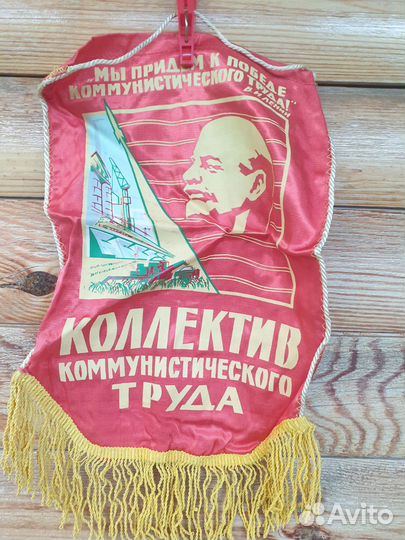 „МЫ ПРИДЕМ К ПОБЕДЕ
КОММУНИСТИЧЕСКОГО ТРУДА!"
В.И.ЛЕНИН
КОЛЛЕКТИВ
КОММУНИСТИЧЕСКОГО
ТРУДА
Avito